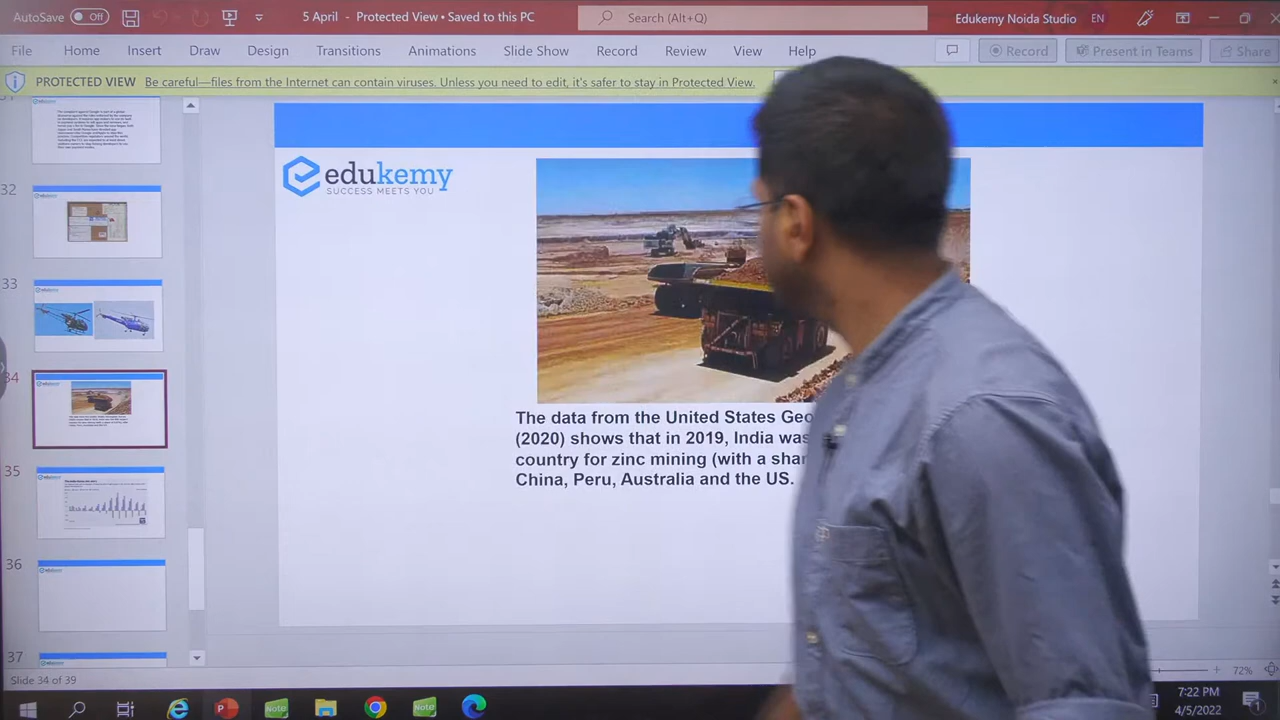 AutoSave Off 5 April - Protected View • Saved to this PC Search (Alt+Q) Edukemy Noida Studio EN
File Home Insert Draw Design Transitions Animations Slide Show Record Review View Help Record Present in Teams Share
PROTECTED VIEW Be careful—files from the Internet can contain viruses. Unless you need to edit, it's safer to stay in Protected View.
edukemy
SUCCESS MEETS YOU
32
33
34
35
36
37
The data from the United States Geo
(2020) shows that in 2019, India was
country for zinc mining (with a shar
China, Peru, Australia and the US.
Slide 34 of 39
72%
Note
Note
7:22 PM
4/5/2022